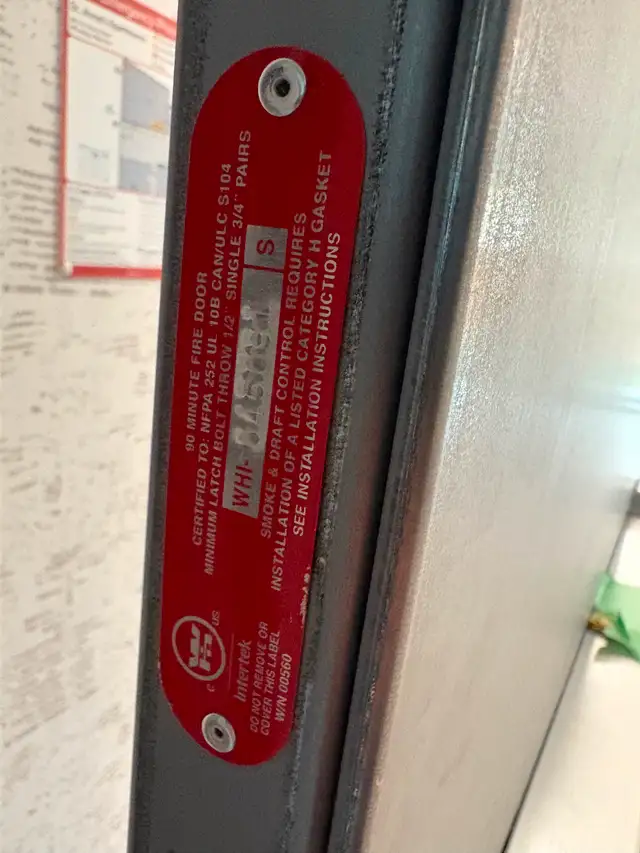 90 MINUTE FIRE DOOR
CERTIFIED TO: NFPA 252 UL 10B CAN/ULC S104
MINIMUM LATCH BOLT THROW 1/2" SINGLE 3/4" PAIRS
WHI- S
SMOKE & DRAFT CONTROL REQUIRES
INSTALLATION OF A LISTED CATEGORY H GASKET
SEE INSTALLATION INSTRUCTIONS
C WH US
Intertek
DO NOT REMOVE OR
COVER THIS LABEL
W/N 00560